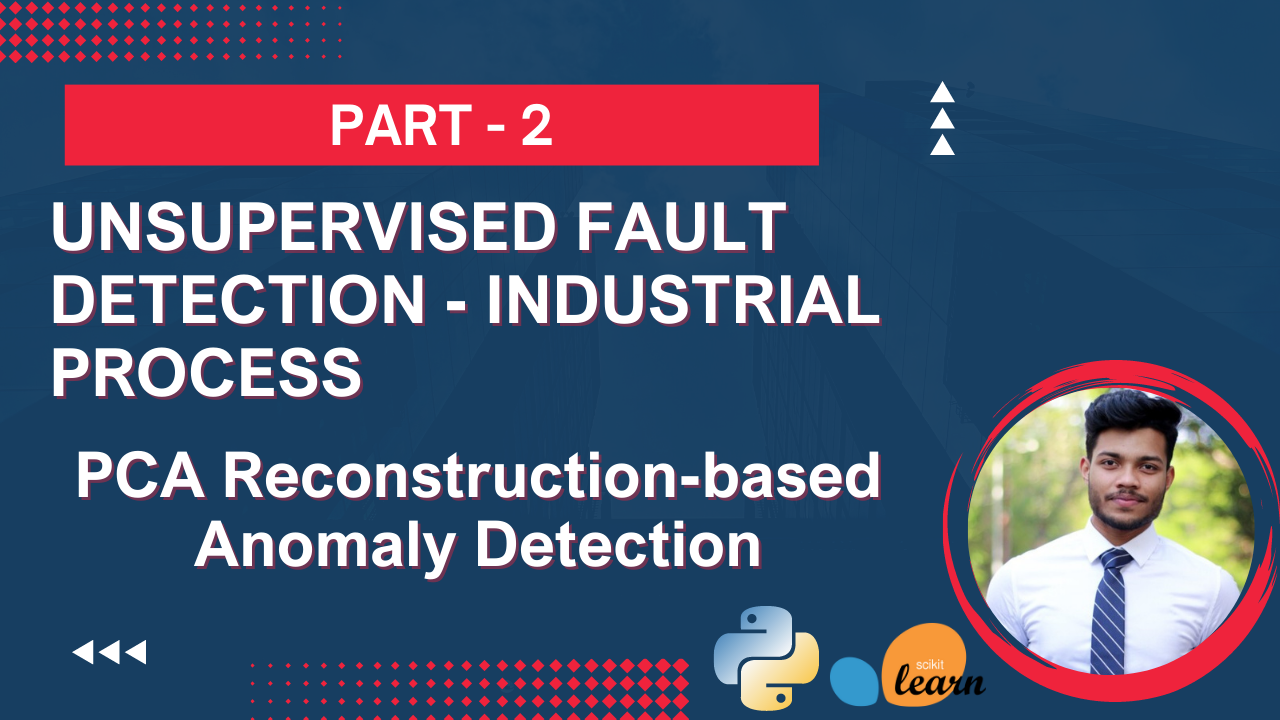 PART - 2
UNSUPERVISED FAULT
DETECTION - INDUSTRIAL
PROCESS
PCA Reconstruction-based
Anomaly Detection
scikit
learn